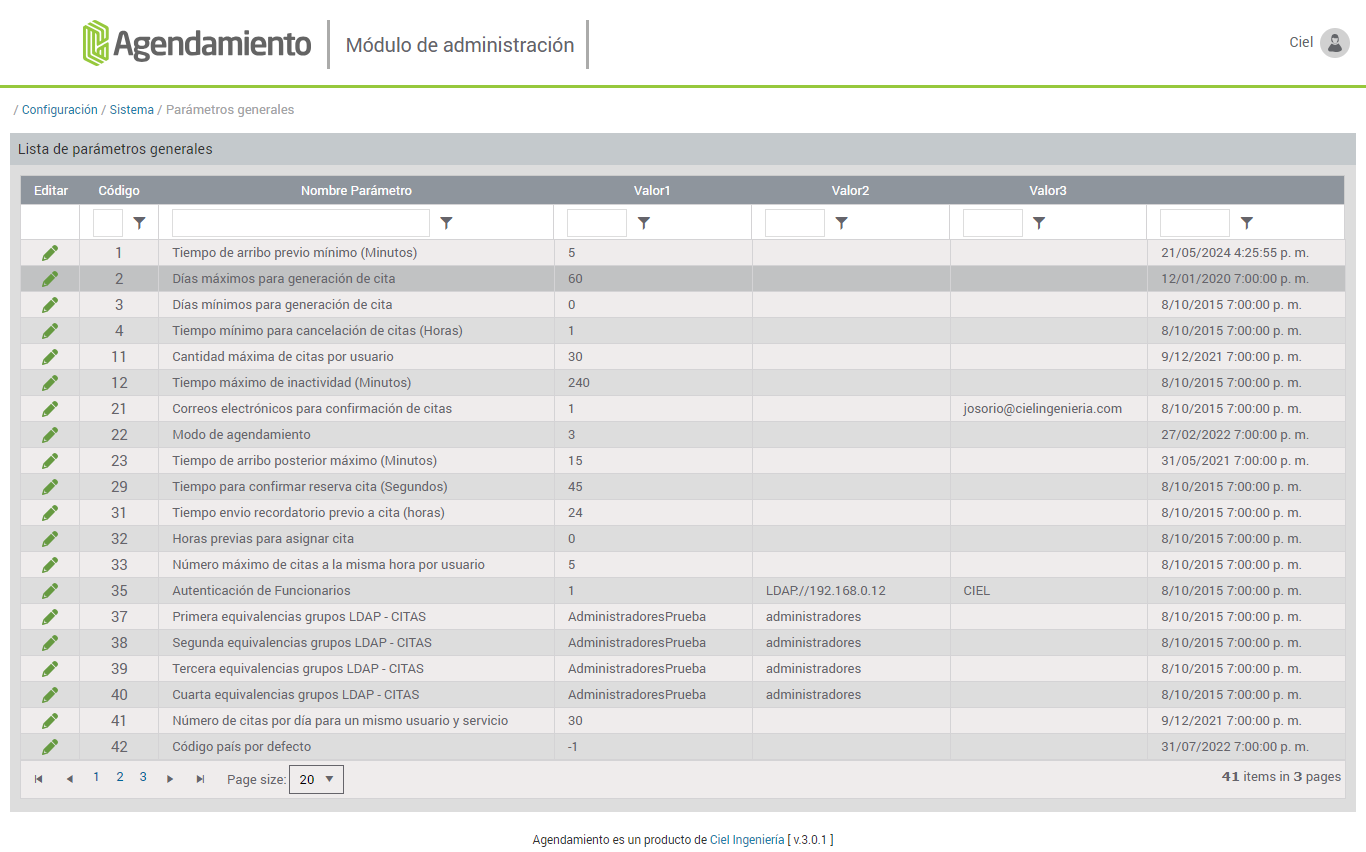 Agendamiento Módulo de administración Ciel
/ Configuración / Sistema / Parámetros generales
Lista de parámetros generales
Editar Código Nombre Parámetro Valor1 Valor2 Valor3
1 Tiempo de arribo previo mínimo (Minutos) 5 21/05/2024 4:25:55 p. m.
2 Días máximos para generación de cita 60 12/01/2020 7:00:00 p. m.
3 Días mínimos para generación de cita 0 8/10/2015 7:00:00 p. m.
4 Tiempo mínimo para cancelación de citas (Horas) 1 8/10/2015 7:00:00 p. m.
11 Cantidad máxima de citas por usuario 30 9/12/2021 7:00:00 p. m.
12 Tiempo máximo de inactividad (Minutos) 240 8/10/2015 7:00:00 p. m.
21 Correos electrónicos para confirmación de citas 1 josorio@cielingenieria.com 8/10/2015 7:00:00 p. m.
22 Modo de agendamiento 3 27/02/2022 7:00:00 p. m.
23 Tiempo de arribo posterior máximo (Minutos) 15 31/05/2021 7:00:00 p. m.
29 Tiempo para confirmar reserva cita (Segundos) 45 8/10/2015 7:00:00 p. m.
31 Tiempo envio recordatorio previo a cita (horas) 24 8/10/2015 7:00:00 p. m.
32 Horas previas para asignar cita 0 8/10/2015 7:00:00 p. m.
33 Número máximo de citas a la misma hora por usuario 5 8/10/2015 7:00:00 p. m.
35 Autenticación de Funcionarios 1 LDAP://192.168.0.12 CIEL 8/10/2015 7:00:00 p. m.
37 Primera equivalencias grupos LDAP - CITAS AdministradoresPrueba administradores 8/10/2015 7:00:00 p. m.
38 Segunda equivalencias grupos LDAP - CITAS AdministradoresPrueba administradores 8/10/2015 7:00:00 p. m.
39 Tercera equivalencias grupos LDAP - CITAS AdministradoresPrueba administradores 8/10/2015 7:00:00 p. m.
40 Cuarta equivalencias grupos LDAP - CITAS AdministradoresPrueba administradores 8/10/2015 7:00:00 p. m.
41 Número de citas por día para un mismo usuario y servicio 30 9/12/2021 7:00:00 p. m.
42 Código país por defecto -1 31/07/2022 7:00:00 p. m.
1 2 3 Page size: 20 41 items in 3 pages
Agendamiento es un producto de Ciel Ingeniería [ v.3.0.1 ]